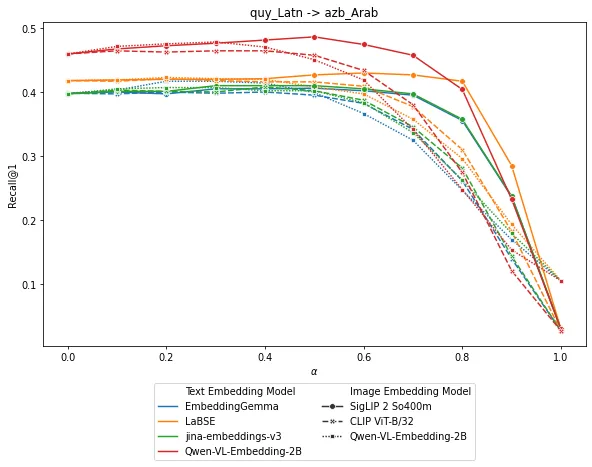 quy_Latn -> azb_Arab
Recall@1
0.5
0.4
0.3
0.2
0.1
0.0
0.2
0.4
0.6
0.8
1.0
α
Text Embedding Model
EmbeddingGemma
LaBSE
jina-embeddings-v3
Qwen-VL-Embedding-2B
Image Embedding Model
SigLIP 2 So400m
CLIP ViT-B/32
Qwen-VL-Embedding-2B